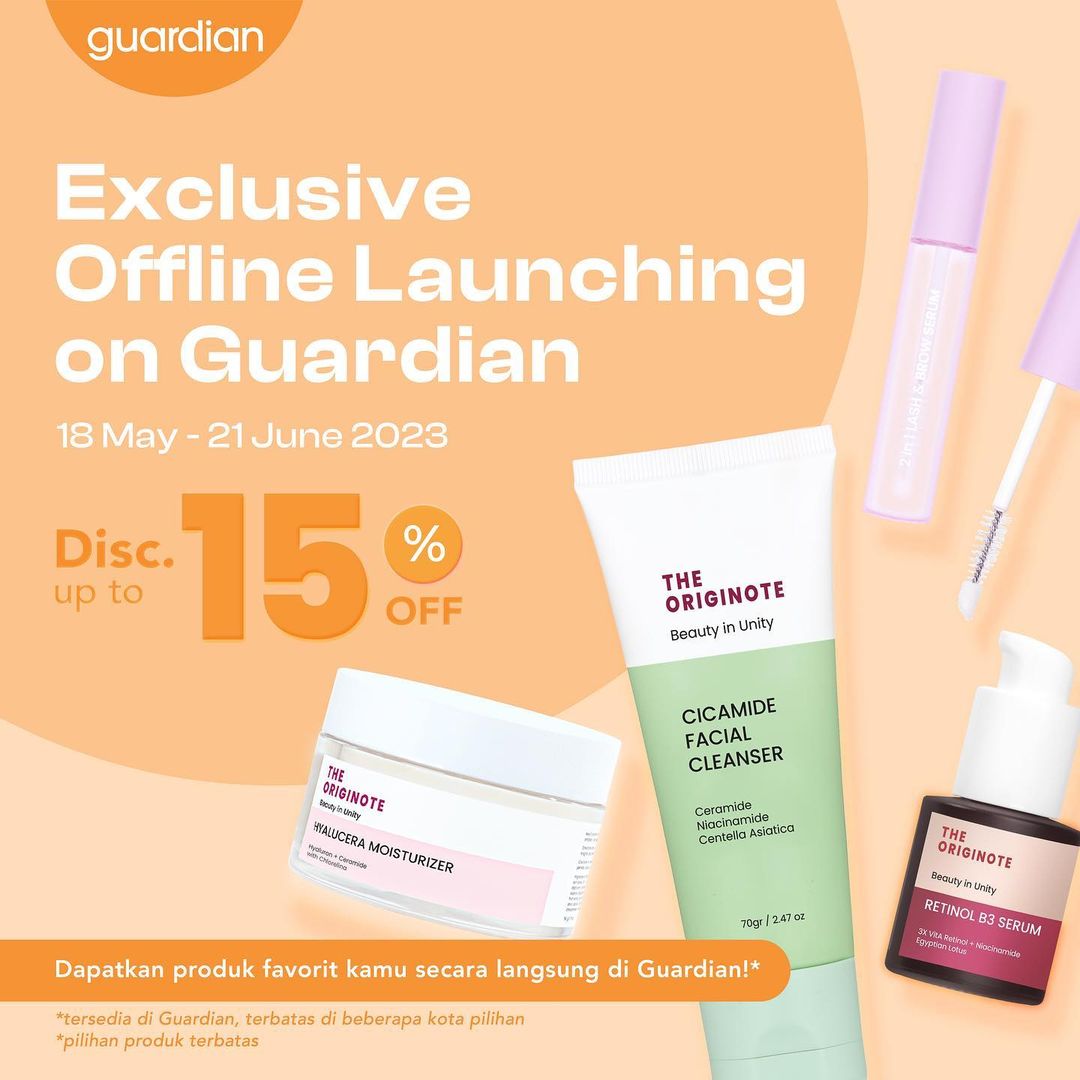 guardian
Exclusive
Offline Launching
on Guardian
18 May - 21 June 2023
Disc.
up to
15
%
OFF
2 in 1 LASH & BROW SERUM
THE
ORIGINOTE
Beauty in Unity
CICAMIDE
FACIAL
CLEANSER
Ceramide
Niacinamide
Centella Asiatica
70gr / 2.47 oz
THE
ORIGINOTE
Beauty in Unity
HYALUCERA MOISTURIZER
Hyaluron + Ceramide
with Chlorelina
THE
ORIGINOTE
Beauty in Unity
RETINOL B3 SERUM
3X VitA Retinol + Niacinamide
Egyptian Lotus
Dapatkan produk favorit kamu secara langsung di Guardian!*
*tersedia di Guardian, terbatas di beberapa kota pilihan
*pilihan produk terbatas